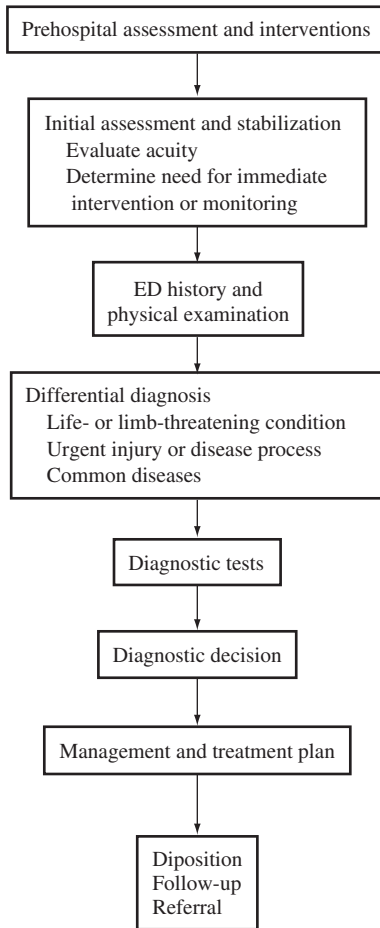 Prehospital assessment and interventions
Initial assessment and stabilization
Evaluate acuity
Determine need for immediate
intervention or monitoring
ED history and
physical examination
Differential diagnosis
Life- or limb-threatening condition
Urgent injury or disease process
Common diseases
Diagnostic tests
Diagnostic decision
Management and treatment plan
Diposition
Follow-up
Referral